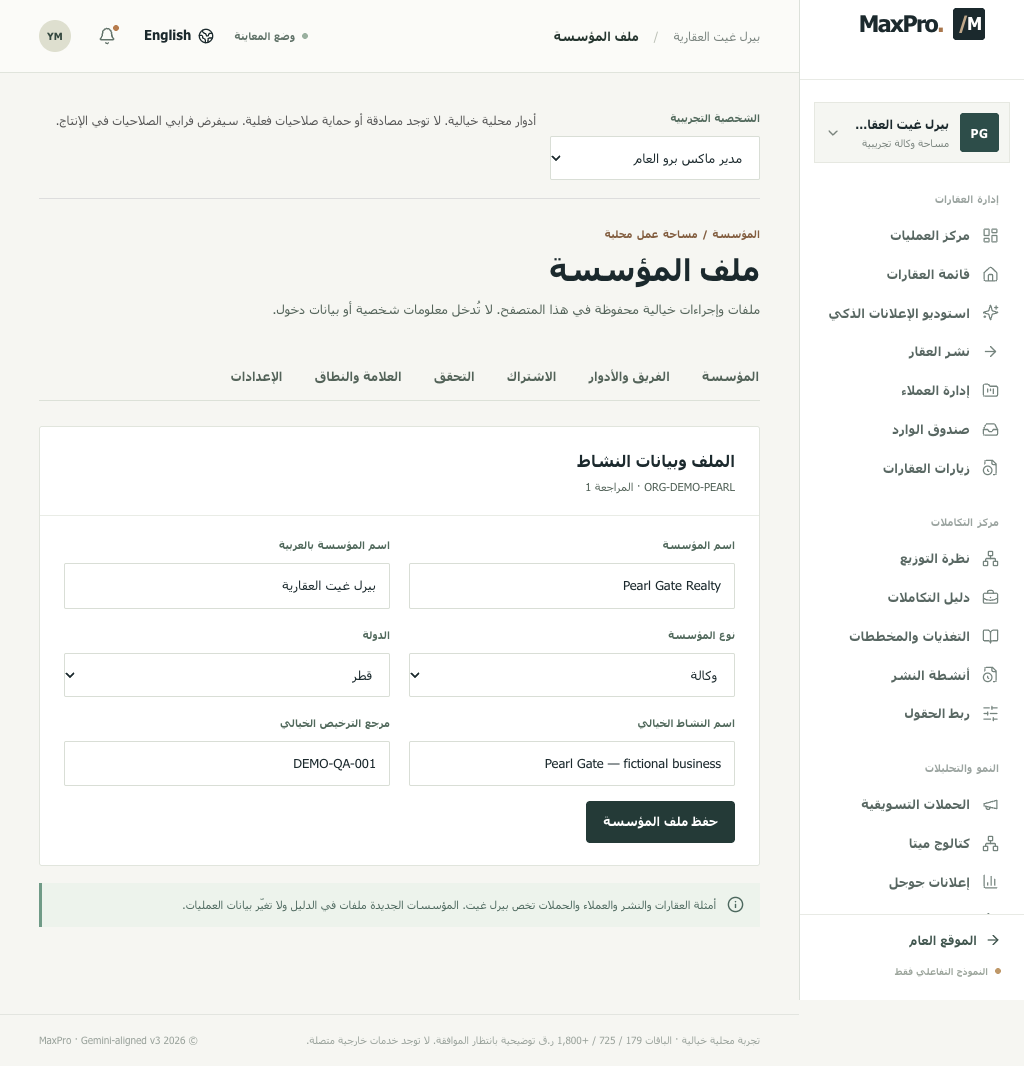 MaxPro.
/M
بيرل غيت العقارية / ملف المؤسسة
وضع المعاينة
English
YM
PG
بيرل غيت العقا...
مساحة وكالة تجريبية
إدارة العقارات
مركز العمليات
قائمة العقارات
استوديو الإعلانات الذكي
نشر العقار
إدارة العملاء
صندوق الوارد
زيارات العقارات
مركز التكاملات
نظرة التوزيع
دليل التكاملات
التغذيات والمخططات
أنشطة النشر
ربط الحقول
النمو والتحليلات
الحملات التسويقية
كتالوج ميتا
إعلانات جوجل
الموقع العام
النموذج التفاعلي فقط
الشخصية التجريبية
مدير ماكس برو العام
أدوار محلية خيالية. لا توجد مصادقة أو حماية صلاحيات فعلية. سيفرض فرابي الصلاحيات في الإنتاج.
المؤسسة / مساحة عمل محلية
ملف المؤسسة
ملفات وإجراءات خيالية محفوظة في هذا المتصفح. لا تُدخل معلومات شخصية أو بيانات دخول.
المؤسسة
الفريق والأدوار
الاشتراك
التحقق
العلامة والنطاق
الإعدادات
الملف وبيانات النشاط
ORG-DEMO-PEARL · المراجعة 1
اسم المؤسسة
Pearl Gate Realty
اسم المؤسسة بالعربية
بيرل غيت العقارية
نوع المؤسسة
وكالة
الدولة
قطر
اسم النشاط الخيالي
Pearl Gate — fictional business
مرجع الترخيص الخيالي
DEMO-QA-001
حفظ ملف المؤسسة
أمثلة العقارات والنشر والعملاء والحملات تخص بيرل غيت. المؤسسات الجديدة ملفات في الدليل ولا تغيّر بيانات العمليات.
تجربة محلية خيالية · الباقات 179 / 725 / +1,800 ر.ق توضيحية بانتظار الموافقة. لا توجد خدمات خارجية متصلة.
MaxPro · Gemini-aligned v3 2026 ©